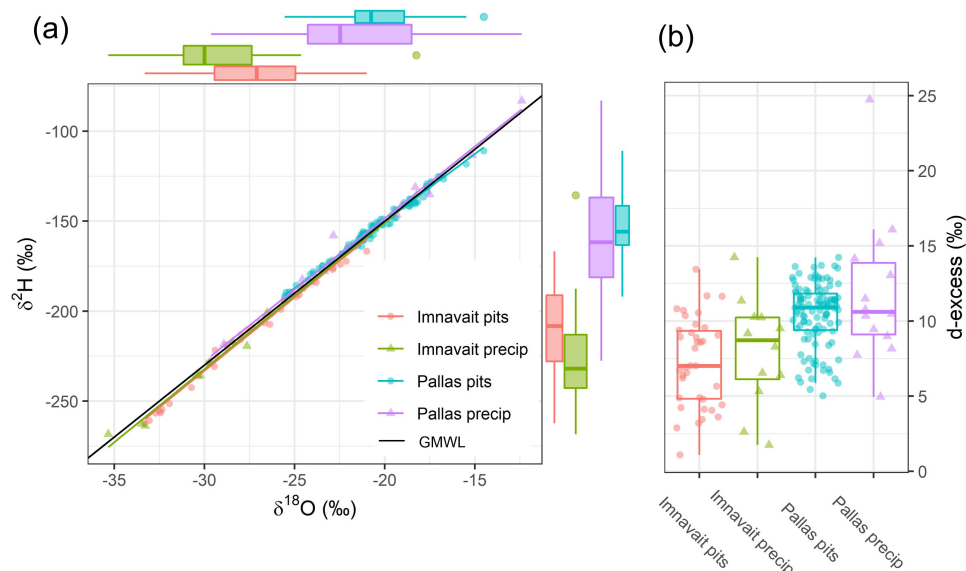 (a)
(b)
-100
-150
-200
-250
δ²H (‰)
Imnavait pits
Imnavait precip
Pallas pits
Pallas precip
GMWL
-35
-30
-25
-20
-15
δ¹⁸O (‰)
25
20
15
10
5
0
d-excess (‰)
Imnavait pits
Imnavait precip
Pallas pits
Pallas precip